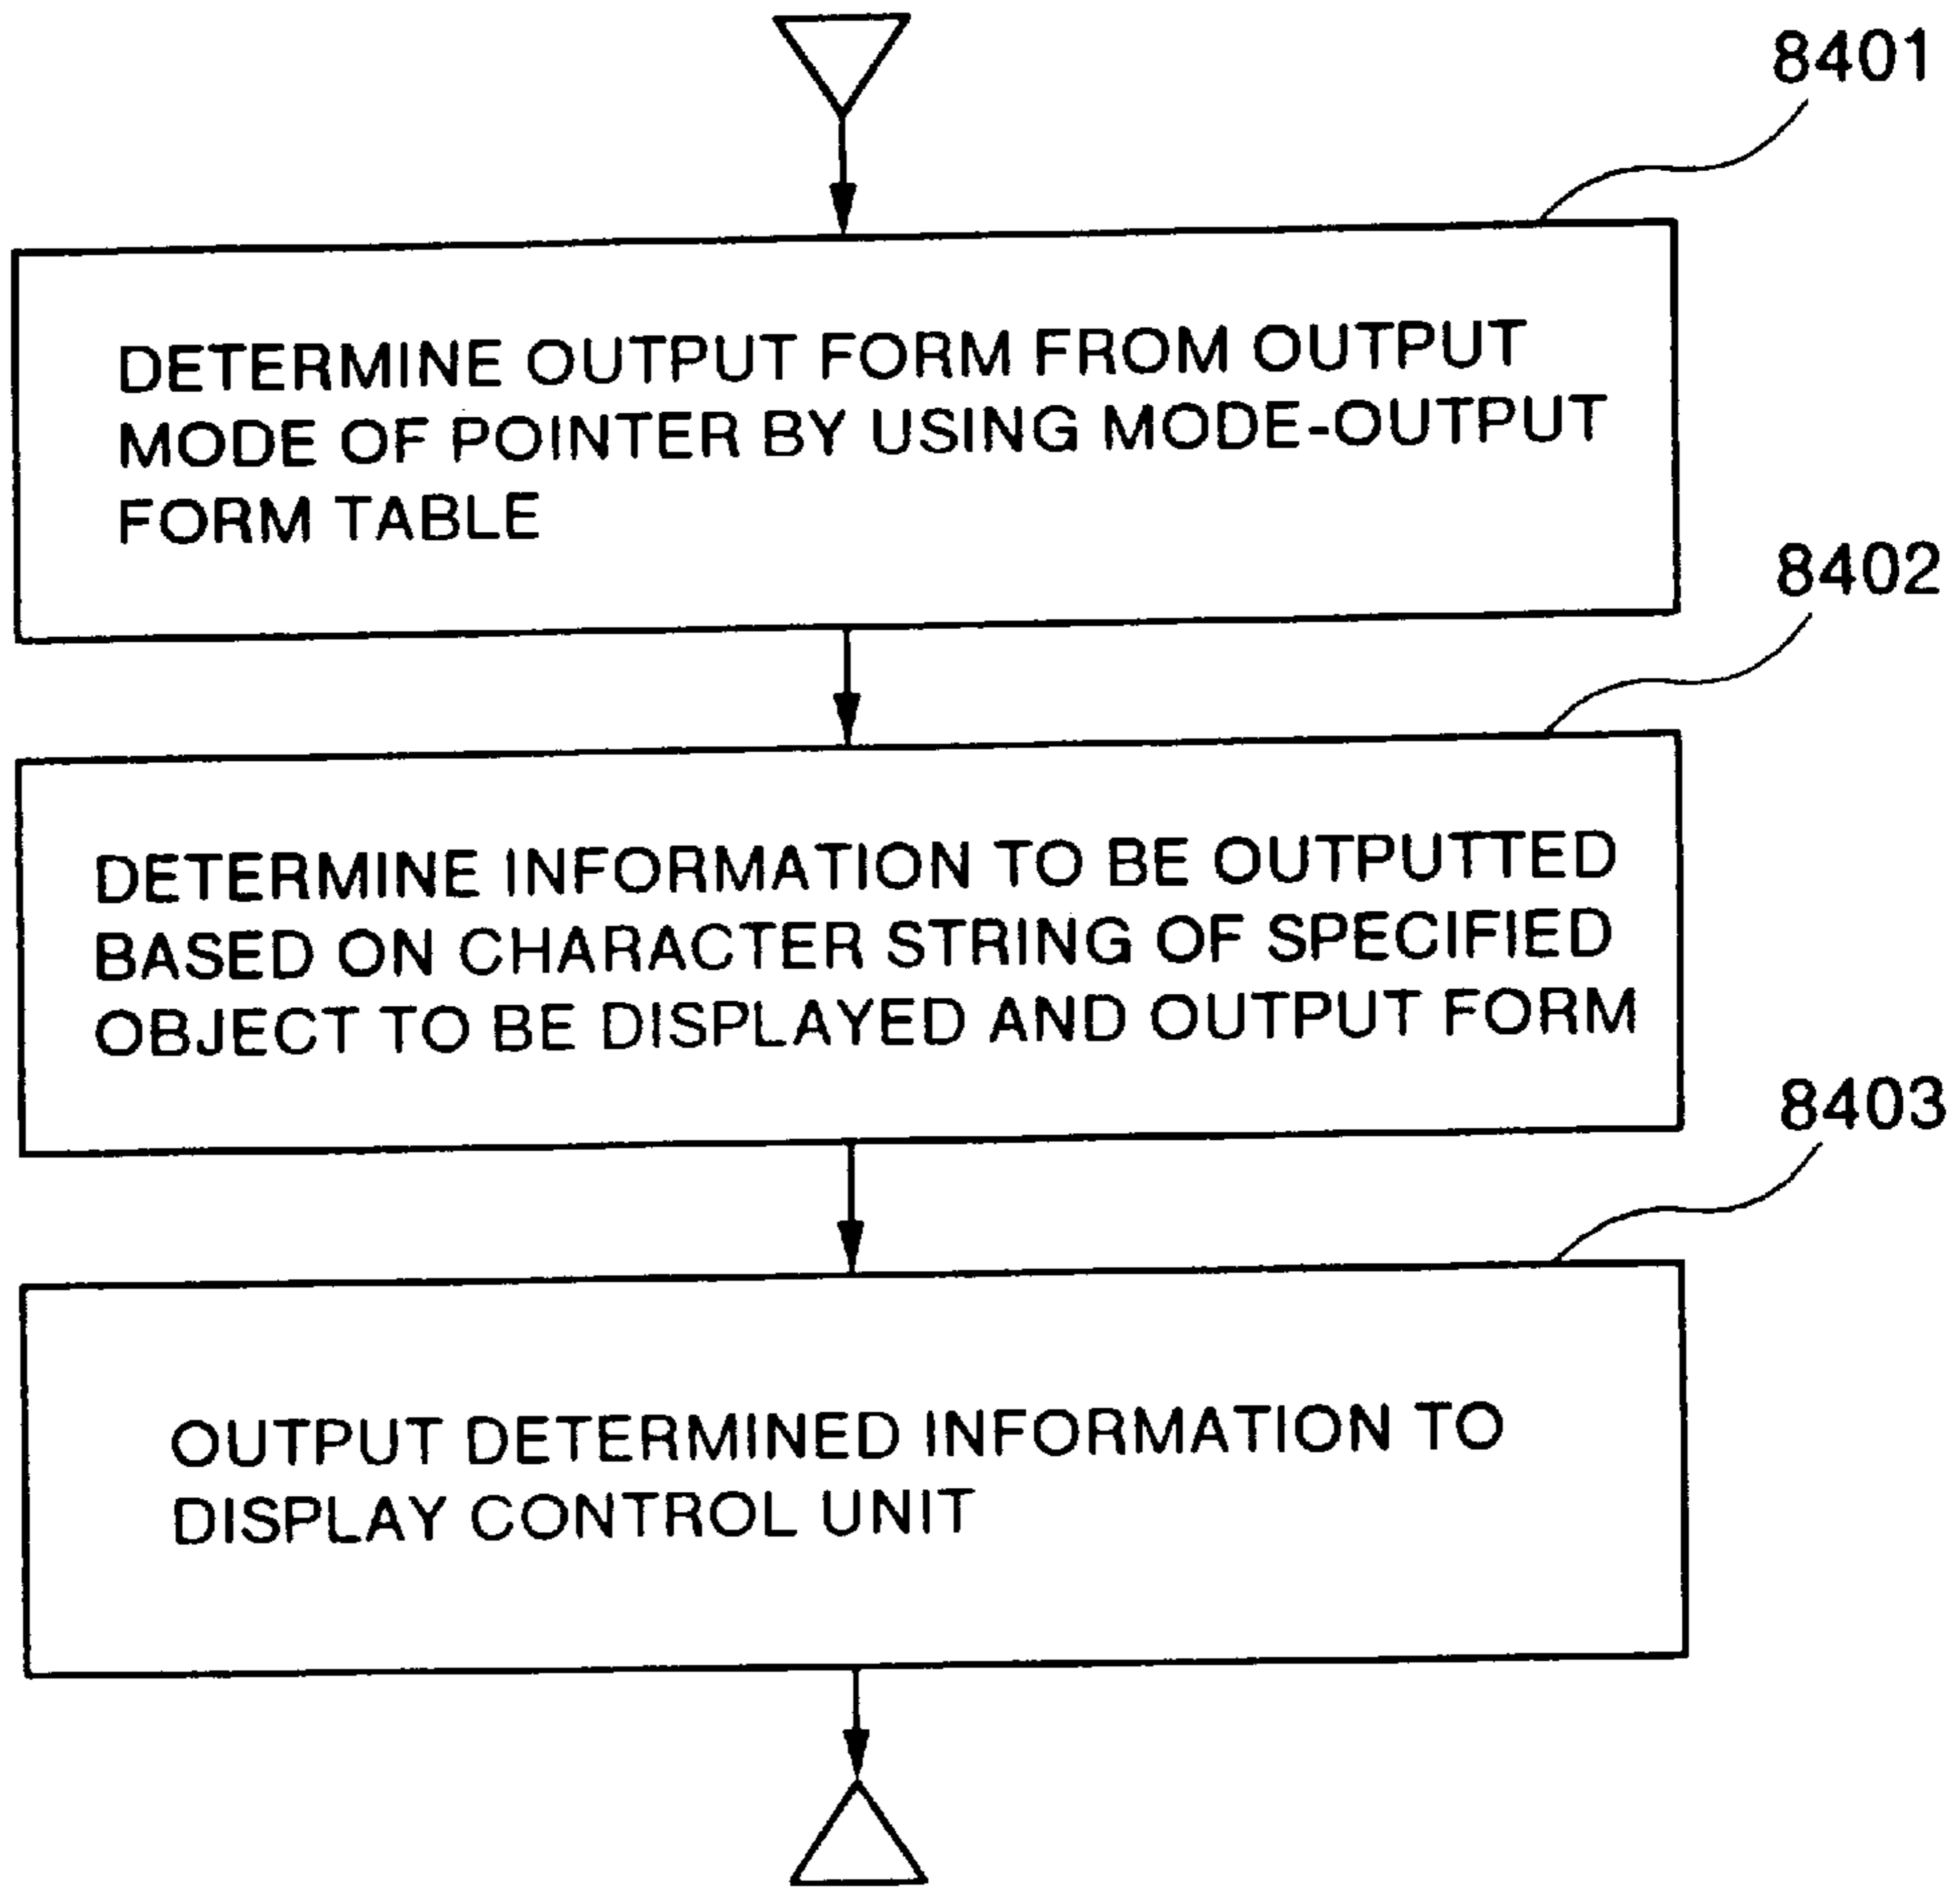 8401
DETERMINE OUTPUT FORM FROM OUTPUT
MODE OF POINTER BY USING MODE-OUTPUT
FORM TABLE
8402
DETERMINE INFORMATION TO BE OUTPUTTED
BASED ON CHARACTER STRING OF SPECIFIED
OBJECT TO BE DISPLAYED AND OUTPUT FORM
8403
OUTPUT DETERMINED INFORMATION TO
DISPLAY CONTROL UNIT